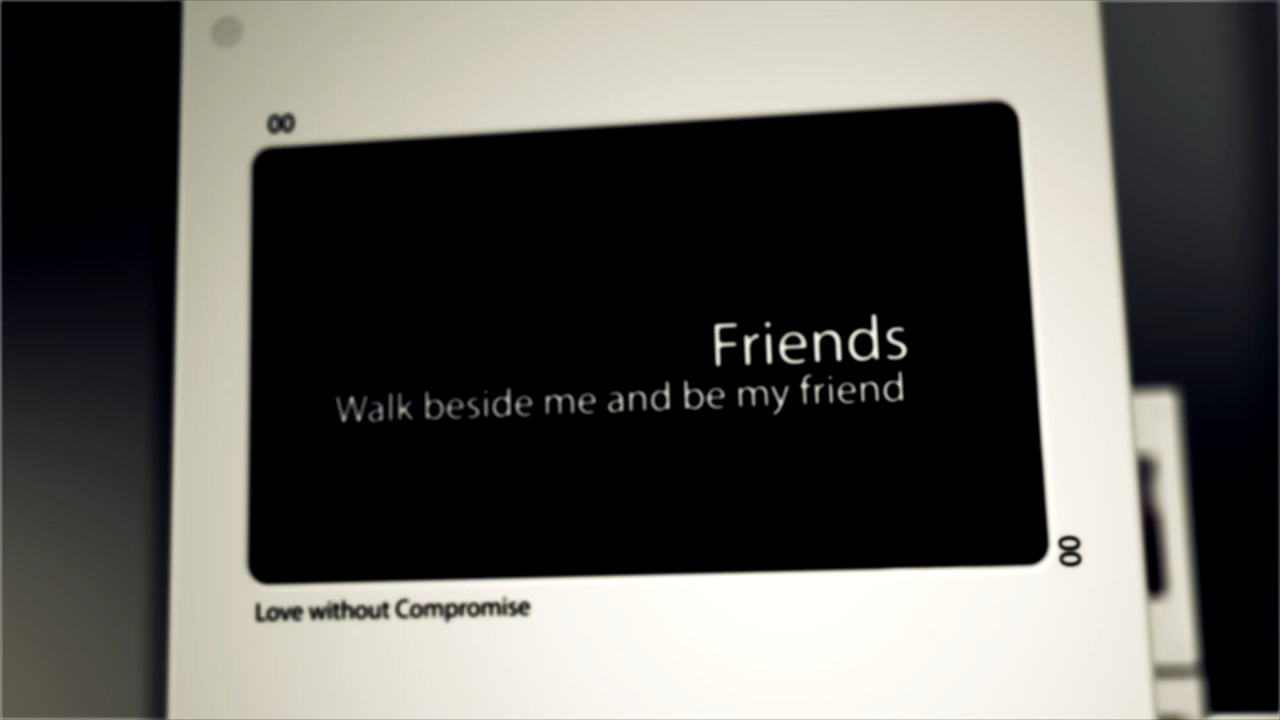 00
Friends
Walk beside me and be my friend
00
Love without Compromise